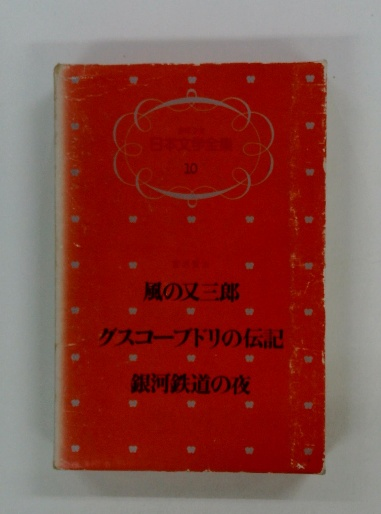 日本文学全集
10
風の又三郎
グスコーブドリの伝記
銀河鉄道の夜